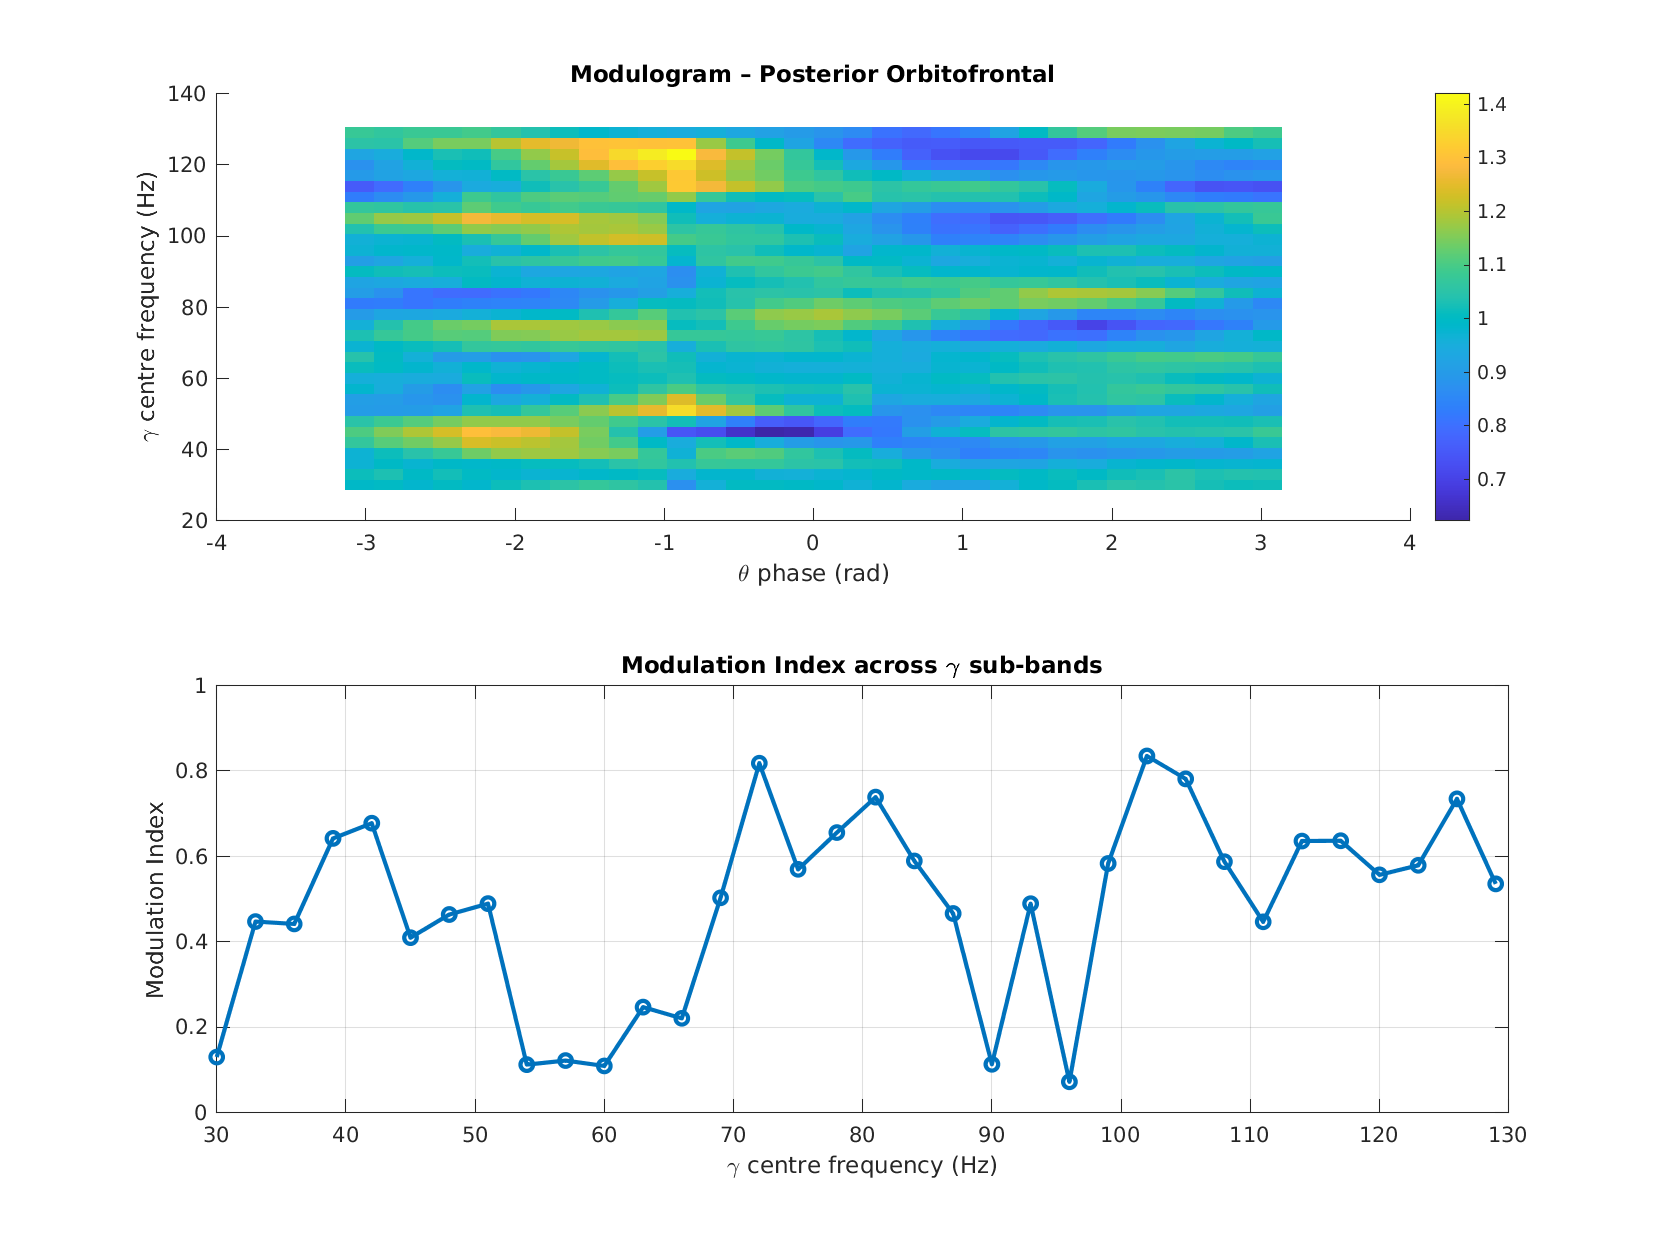 Modulogram – Posterior Orbitofrontal
140
120
100
80
60
40
20
γ centre frequency (Hz)
-4 -3 -2 -1 0 1 2 3 4
θ phase (rad)
1.4
1.3
1.2
1.1
1
0.9
0.8
0.7
Modulation Index across γ sub-bands
1
0.8
0.6
0.4
0.2
0
Modulation Index
30 40 50 60 70 80 90 100 110 120 130
γ centre frequency (Hz)